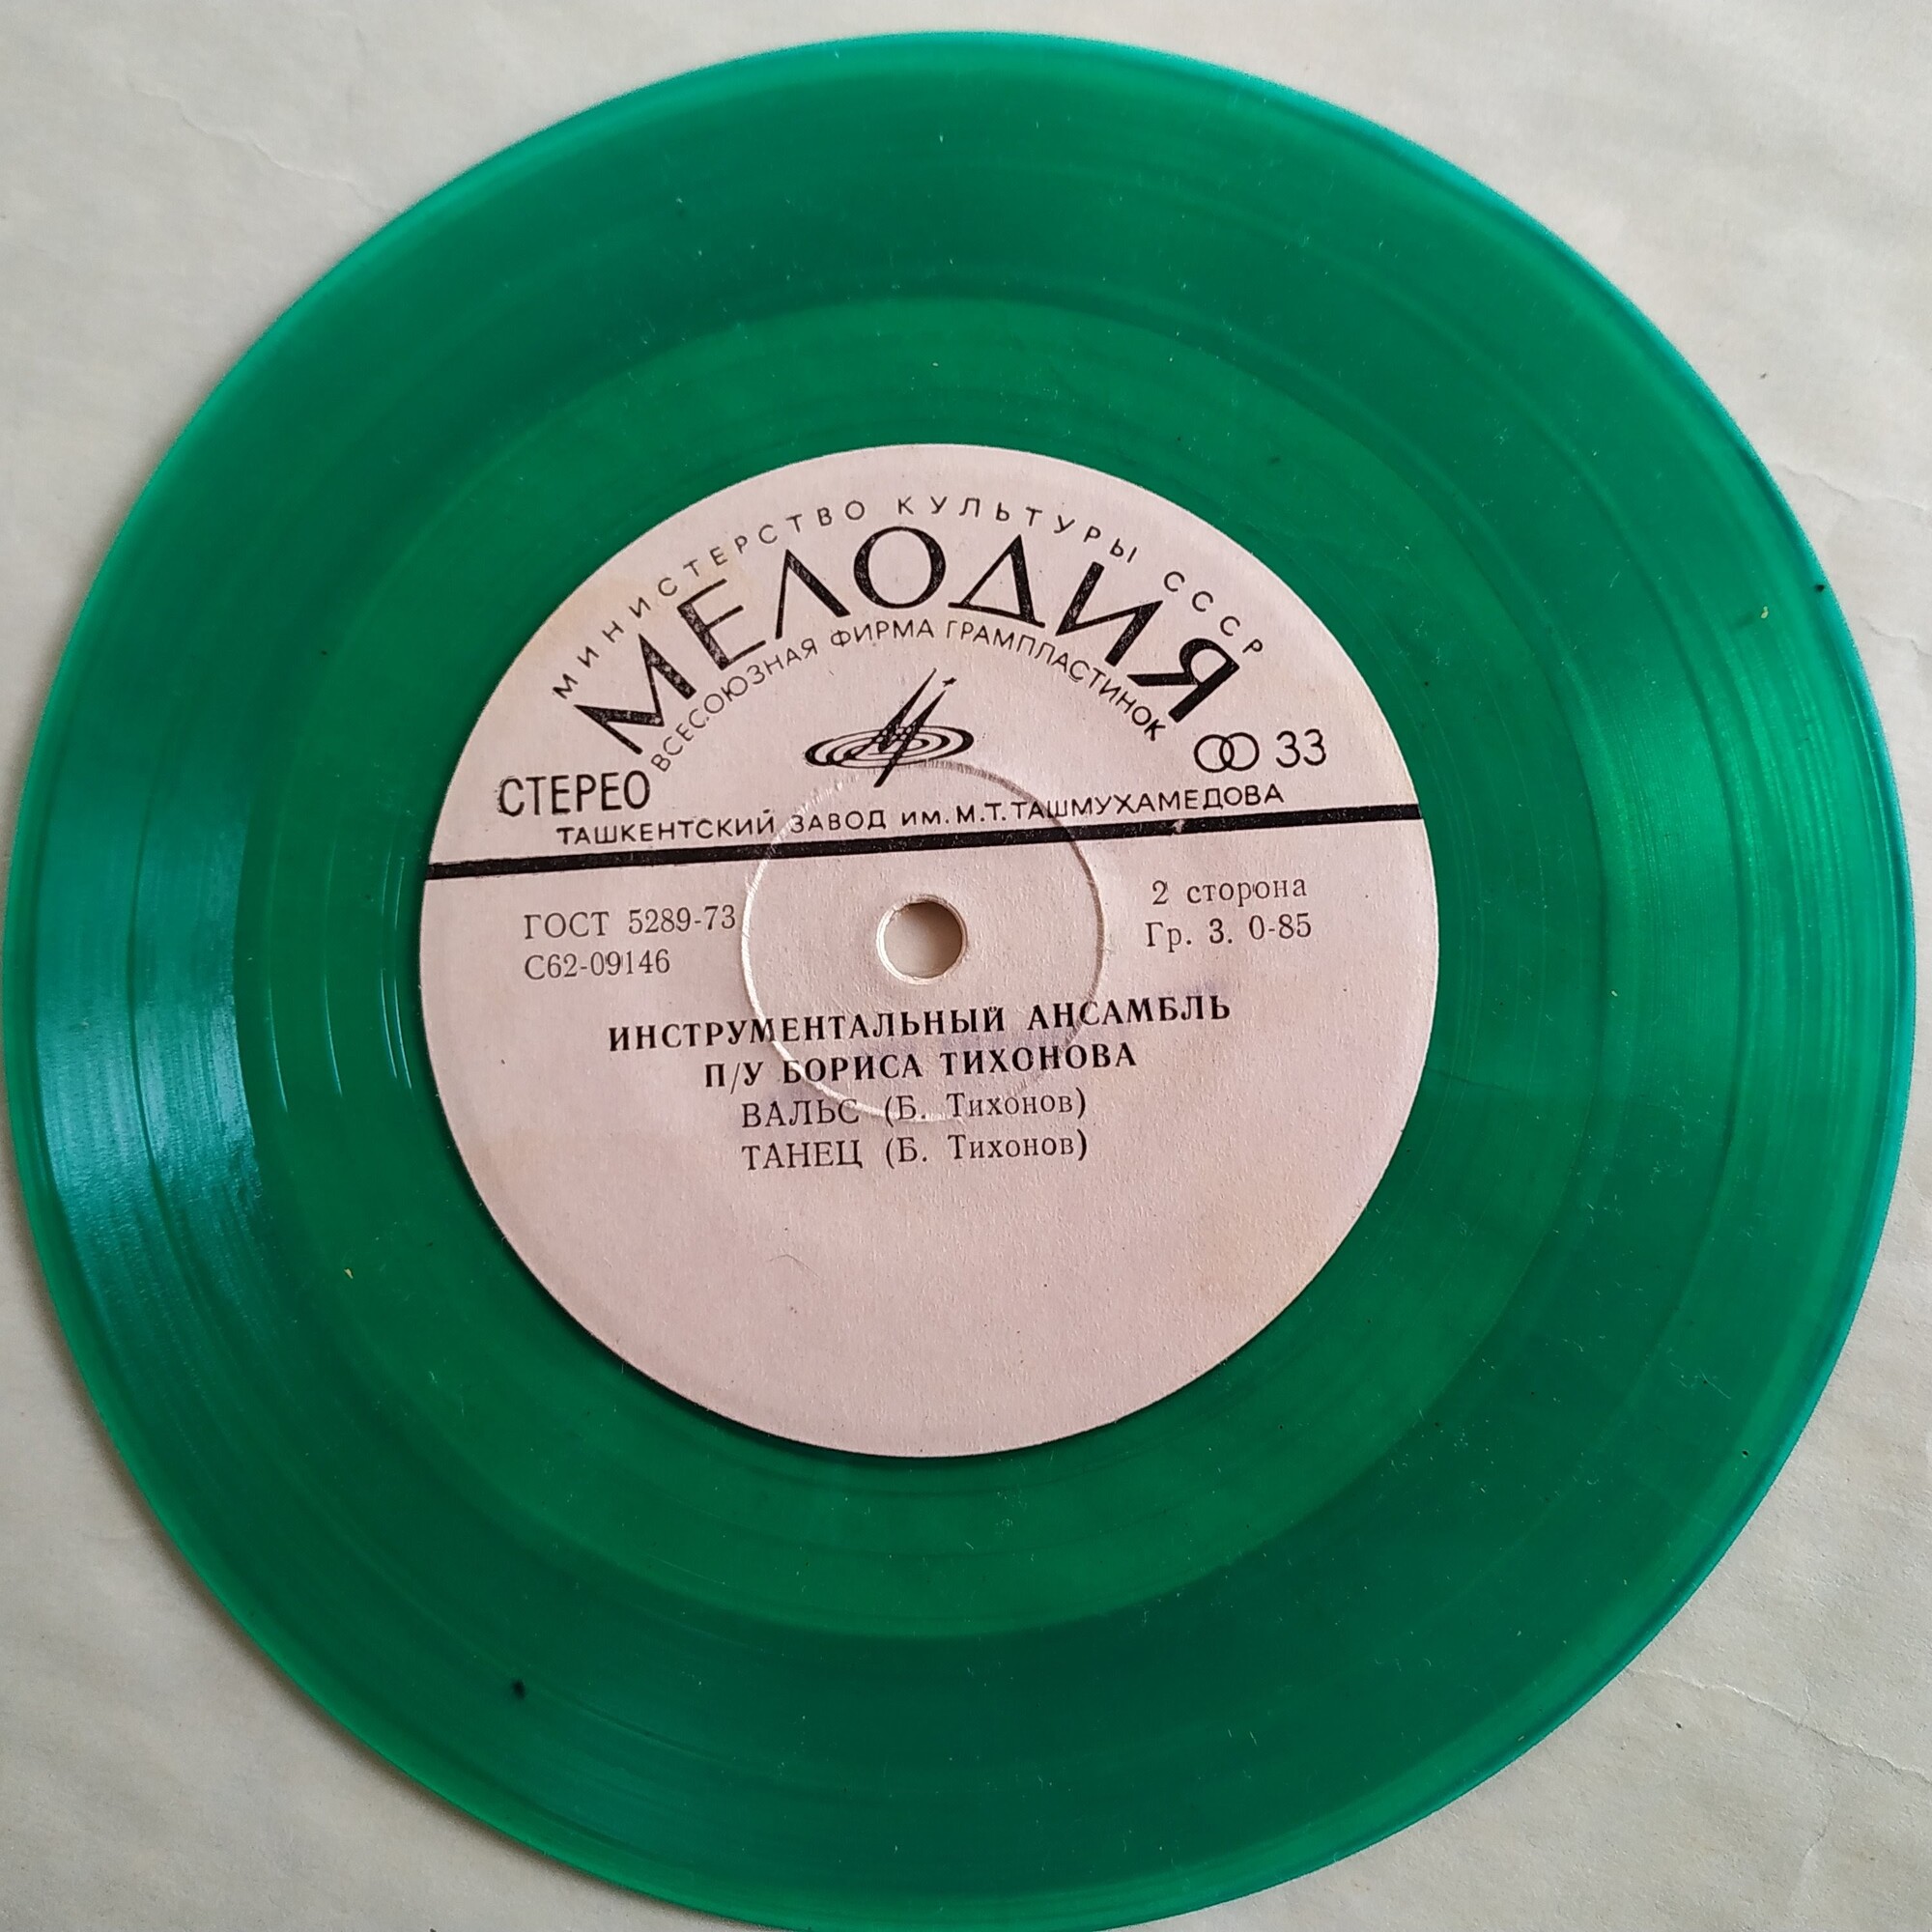 МИНИСТЕРСТВО КУЛЬТУРЫ СССР
МЕЛОДИЯ
ВСЕСОЮЗНАЯ ФИРМА ГРАМПЛАСТИНОК
СТЕРЕО
33
ТАШКЕНТСКИЙ ЗАВОД ИМ. М.Т. ТАШМУХАМЕДОВА
ГОСТ 5289-73
С62-09146
2 сторона
Гр. 3. 0-85
ИНСТРУМЕНТАЛЬНЫЙ АНСАМБЛЬ
П/У БОРИСА ТИХОНОВА
ВАЛЬС (Б. Тихонов)
ТАНЕЦ (Б. Тихонов)